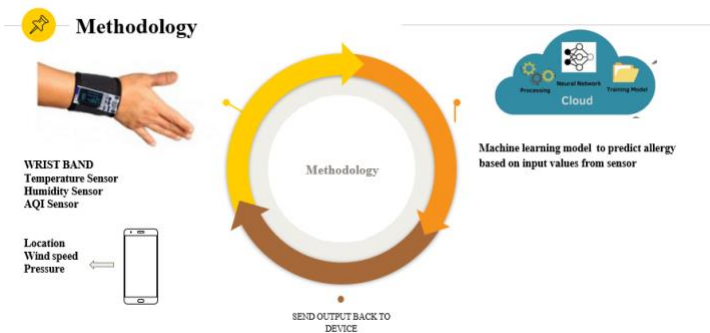 Methodology
WRIST BAND
Temperature Sensor
Humidity Sensor
AQI Sensor
Location
Wind speed
Pressure
Methodology
SEND OUTPUT BACK TO
DEVICE
Processing
Neural Network
Training Model
Cloud
Machine learning model to predict allergy
based on input values from sensor